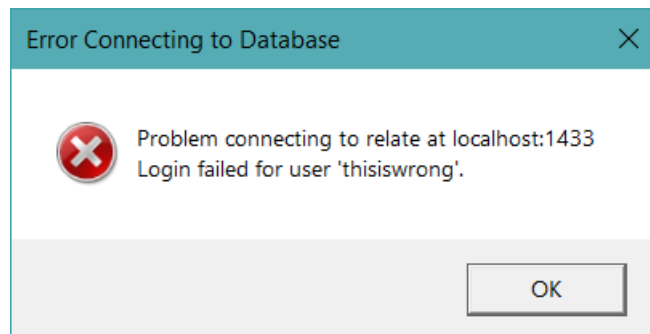 Error Connecting to Database
Problem connecting to relate at localhost:1433
Login failed for user 'thisiswrong'.
OK